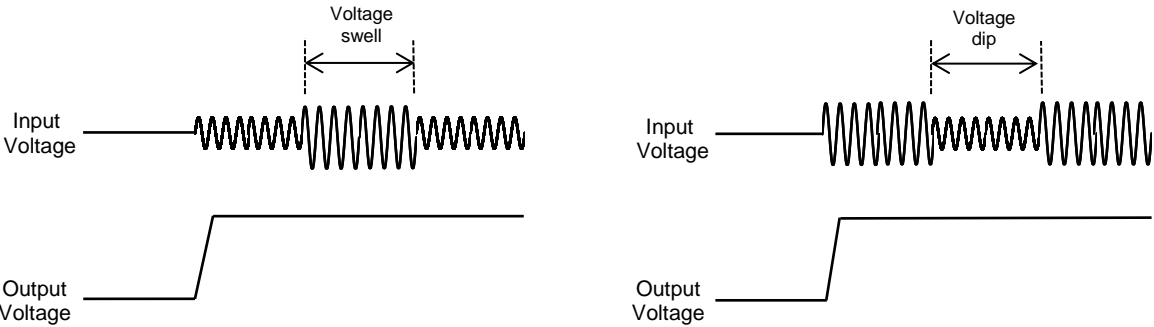 Voltage
swell
Input
Voltage
Output
Voltage
Voltage
dip
Input
Voltage
Output
Voltage